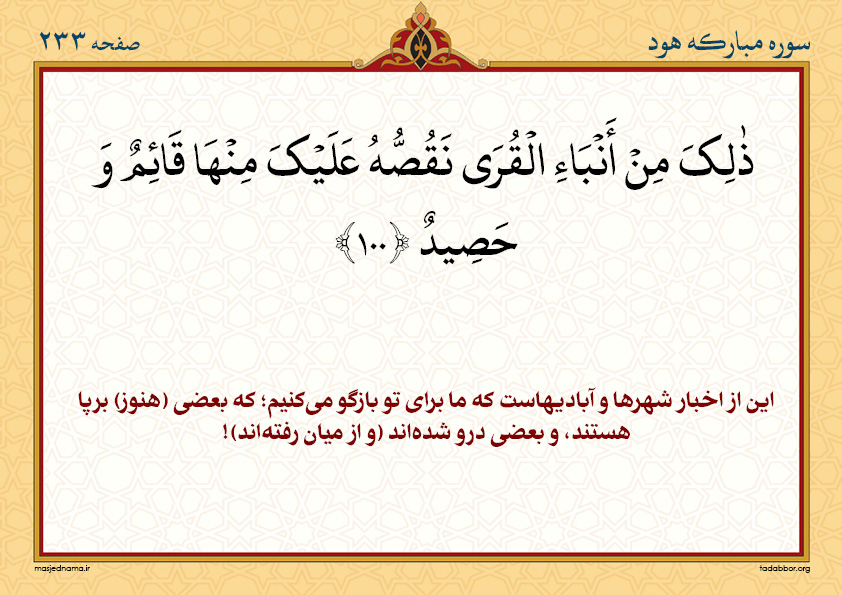 سوره مبارکه هود
صفحه ۲۳۳
ذَٰلِکَ مِنْ أَنْبَاءِ الْقُرَى نَقُصُّهُ عَلَیْکَ مِنْهَا قَائِمٌ وَ
حَصِیدٌ ﴿۱۰۰﴾
این از اخبار شهرها و آبادیهاست که ما برای تو بازگو می‌کنیم؛ که بعضی (هنوز) برپا
هستند، و بعضی درو شده‌اند (و از میان رفته‌اند)!
masjednama.ir
tadabbor.org